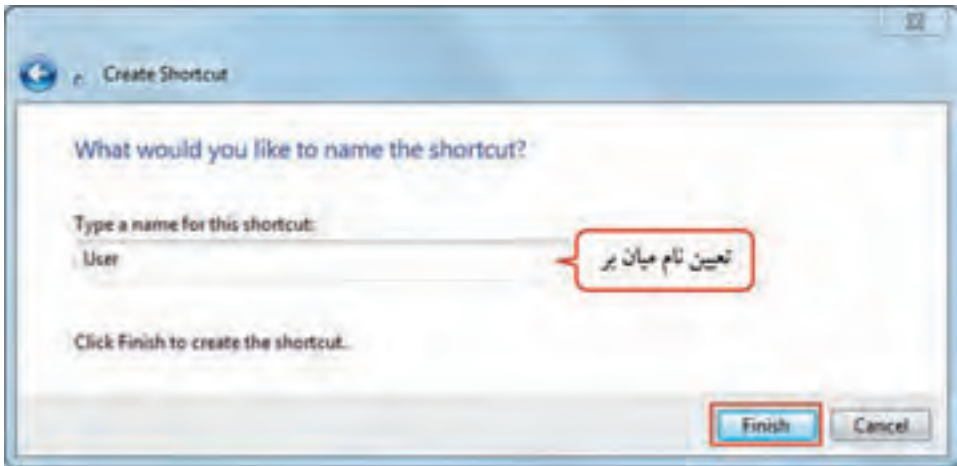 Create Shortcut
What would you like to name the shortcut?
Type a name for this shortcut:
User
تعیین نام میان بر
Click Finish to create the shortcut.
Finish
Cancel